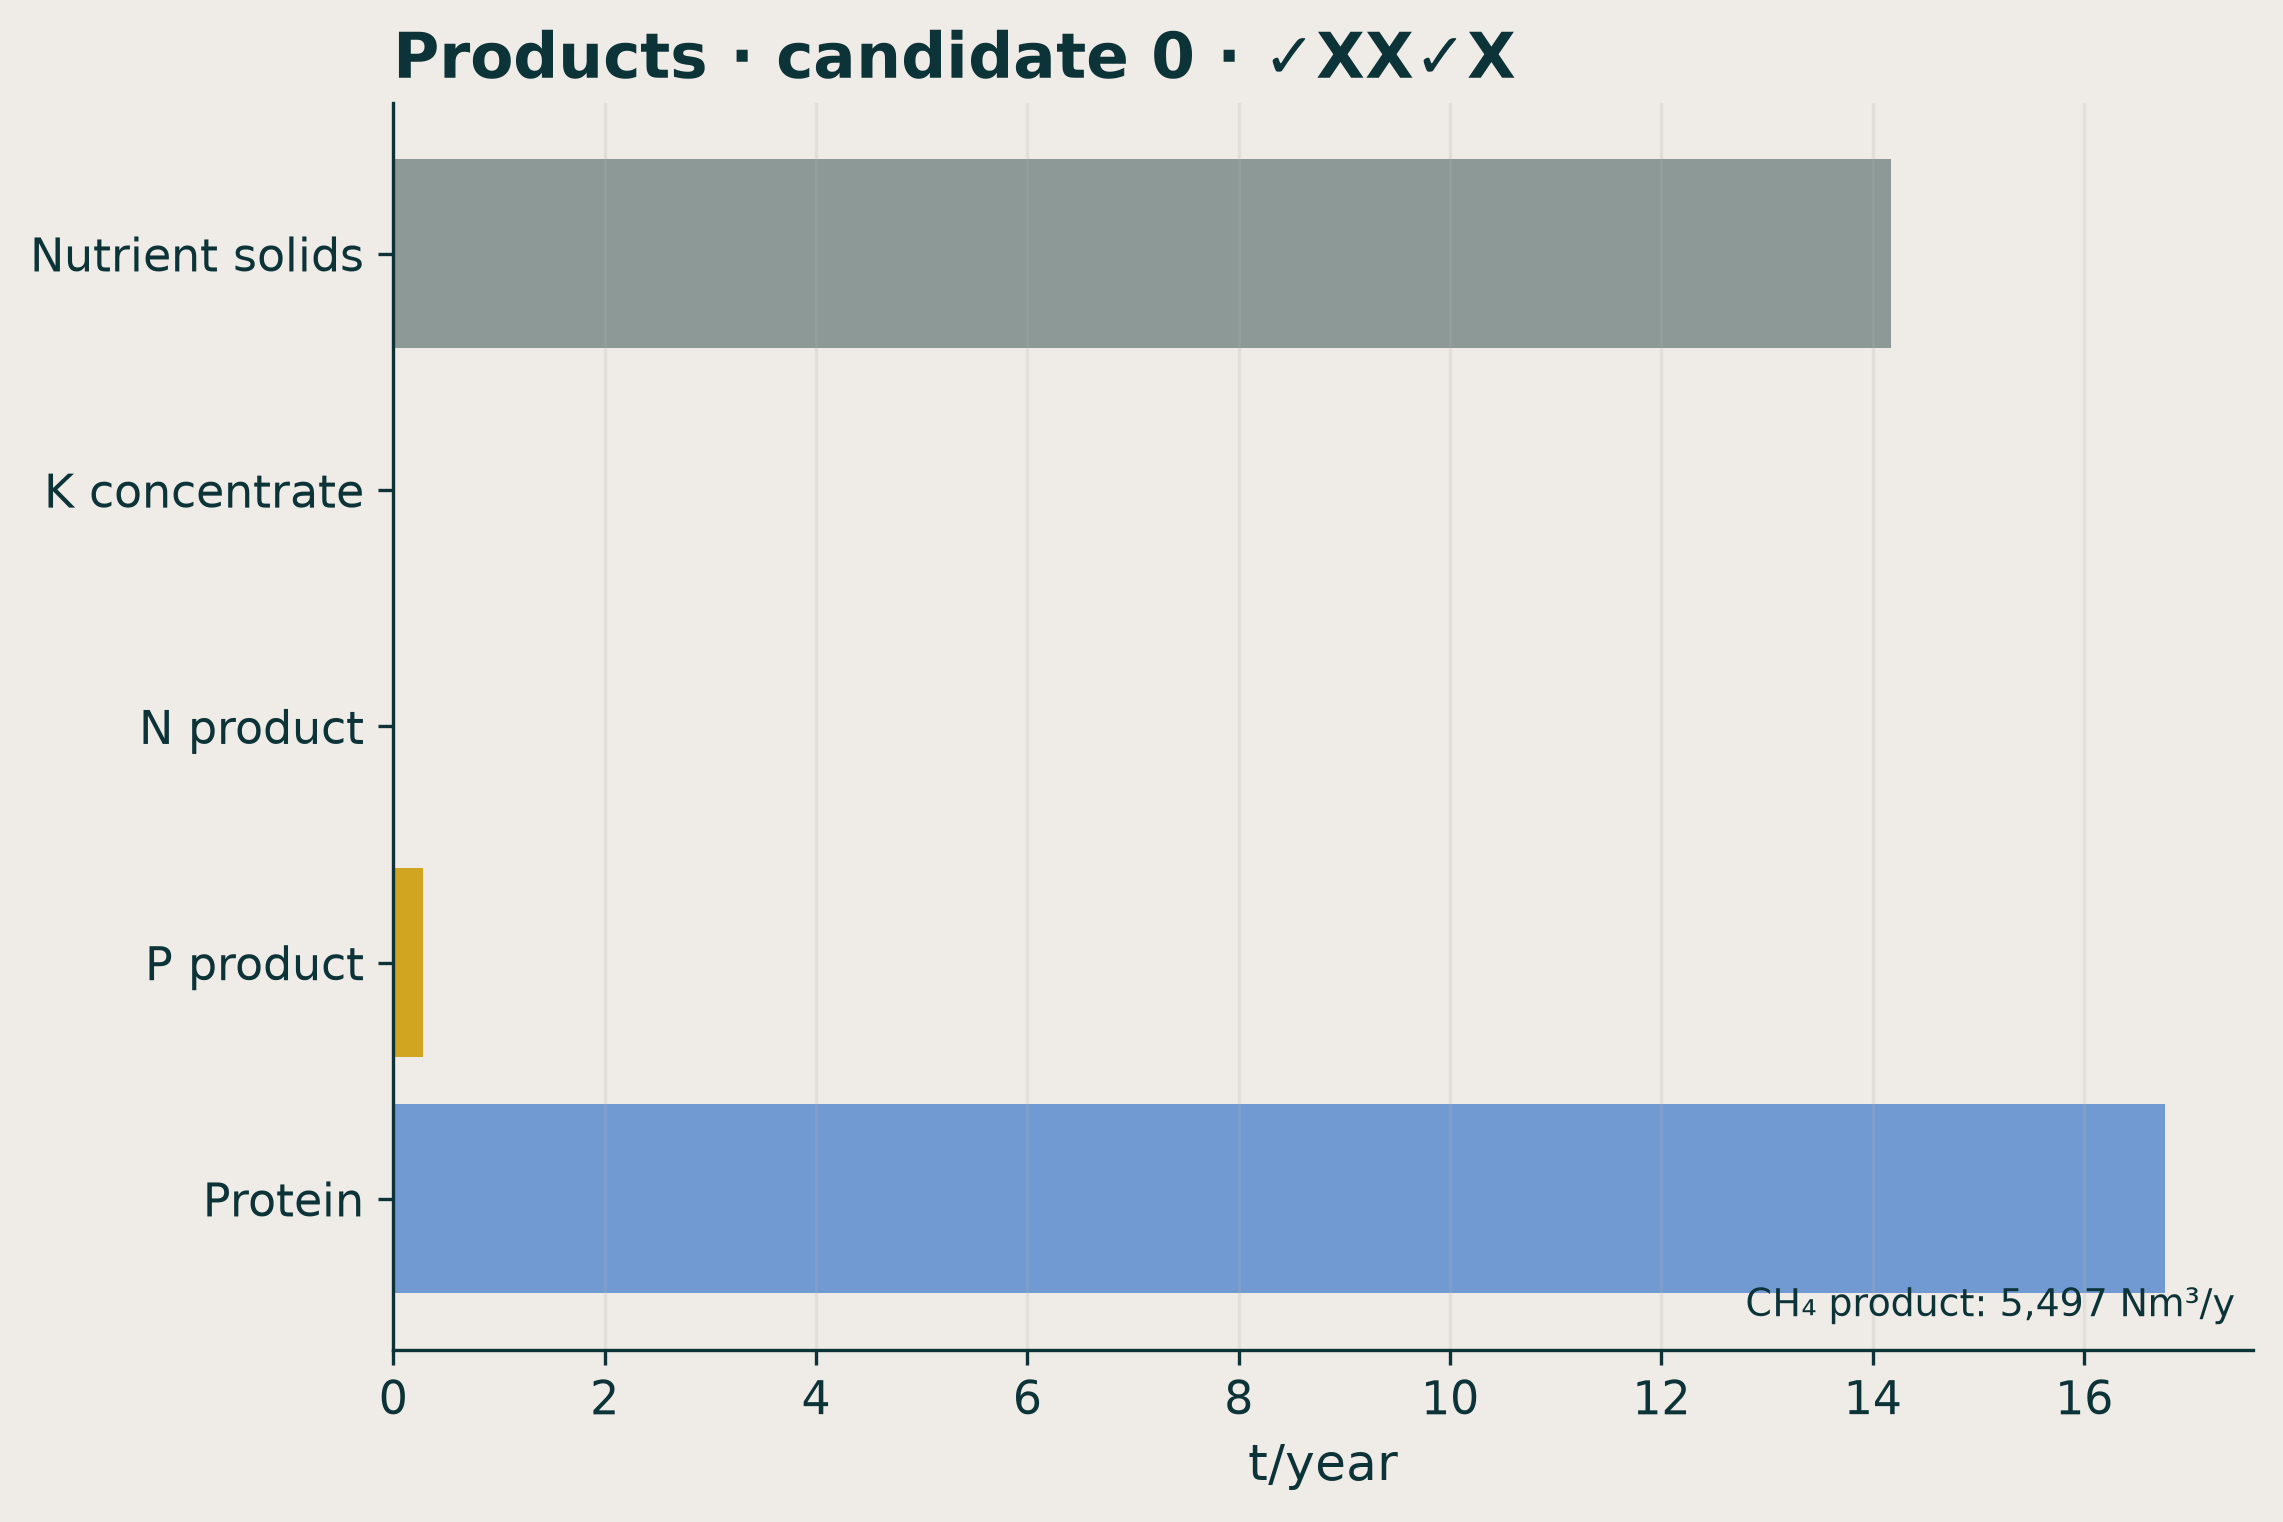 Products · candidate 0 · ✓XX✓X
Nutrient solids
K concentrate
N product
P product
Protein
CH₄ product: 5,497 Nm³/y
0 2 4 6 8 10 12 14 16
t/year